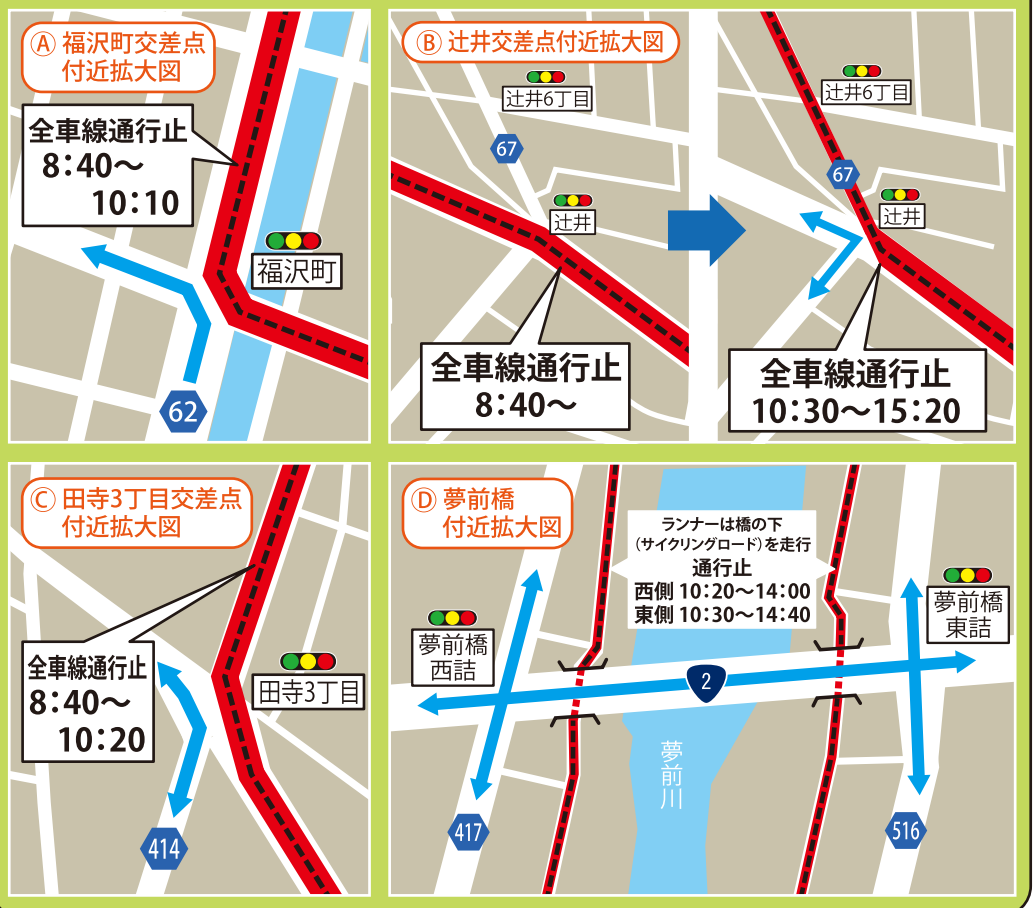 Ⓐ 福沢町交差点
付近拡大図
全車線通行止
8:40〜
10:10
福沢町
62
Ⓑ 辻井交差点付近拡大図
辻井6丁目
67
辻井
全車線通行止
8:40〜
辻井6丁目
67
辻井
全車線通行止
10:30〜15:20
Ⓒ 田寺3丁目交差点
付近拡大図
全車線通行止
8:40〜
10:20
田寺3丁目
414
Ⓓ 夢前橋
付近拡大図
ランナーは橋の下
(サイクリングロード)を走行
通行止
西側 10:20〜14:00
東側 10:30〜14:40
夢前橋
西詰
夢前橋
東詰
2
夢前川
417
516